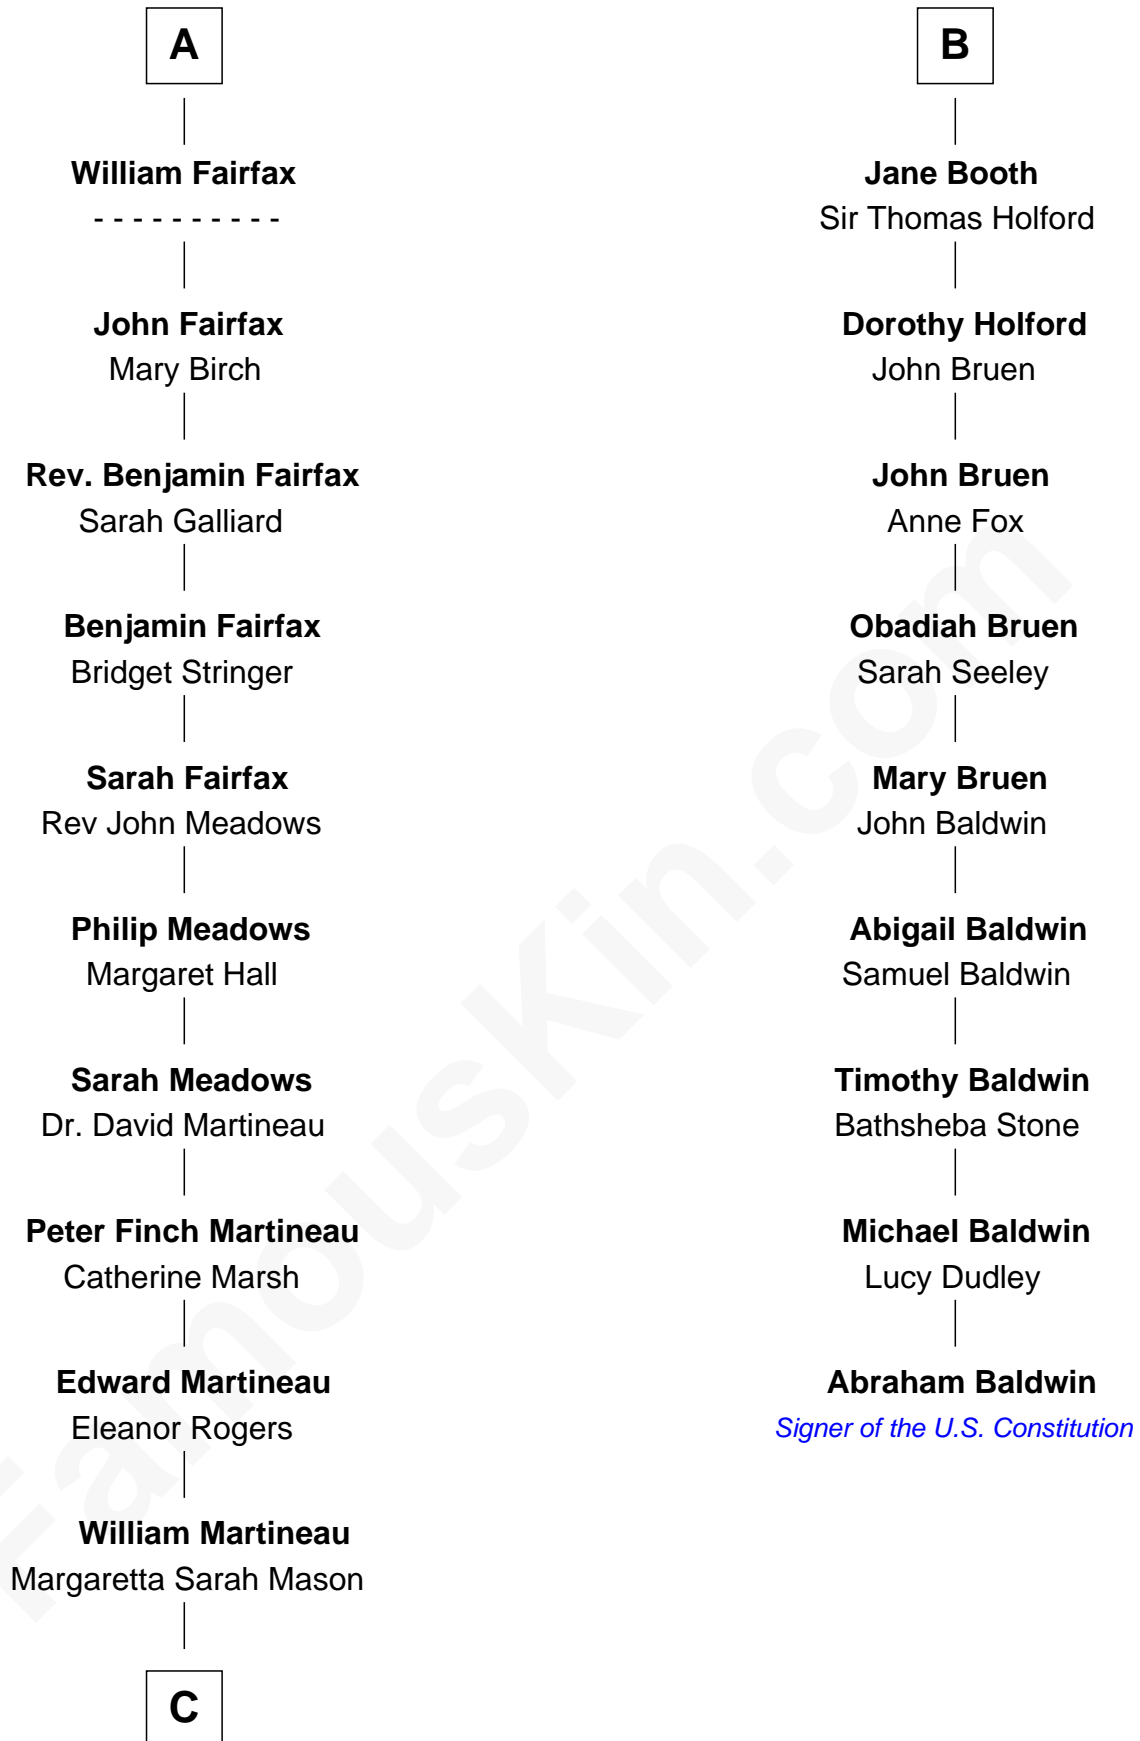 A
William Fairfax
- - - - - - - - - -
John Fairfax
Mary Birch
Rev. Benjamin Fairfax
Sarah Galliard
Benjamin Fairfax
Bridget Stringer
Sarah Fairfax
Rev John Meadows
Philip Meadows
Margaret Hall
Sarah Meadows
Dr. David Martineau
Peter Finch Martineau
Catherine Marsh
Edward Martineau
Eleanor Rogers
William Martineau
Margaretta Sarah Mason
C
B
Jane Booth
Sir Thomas Holford
Dorothy Holford
John Bruen
John Bruen
Anne Fox
Obadiah Bruen
Sarah Seeley
Mary Bruen
John Baldwin
Abigail Baldwin
Samuel Baldwin
Timothy Baldwin
Bathsheba Stone
Michael Baldwin
Lucy Dudley
Abraham Baldwin
Signer of the U.S. Constitution
FamousKin.com